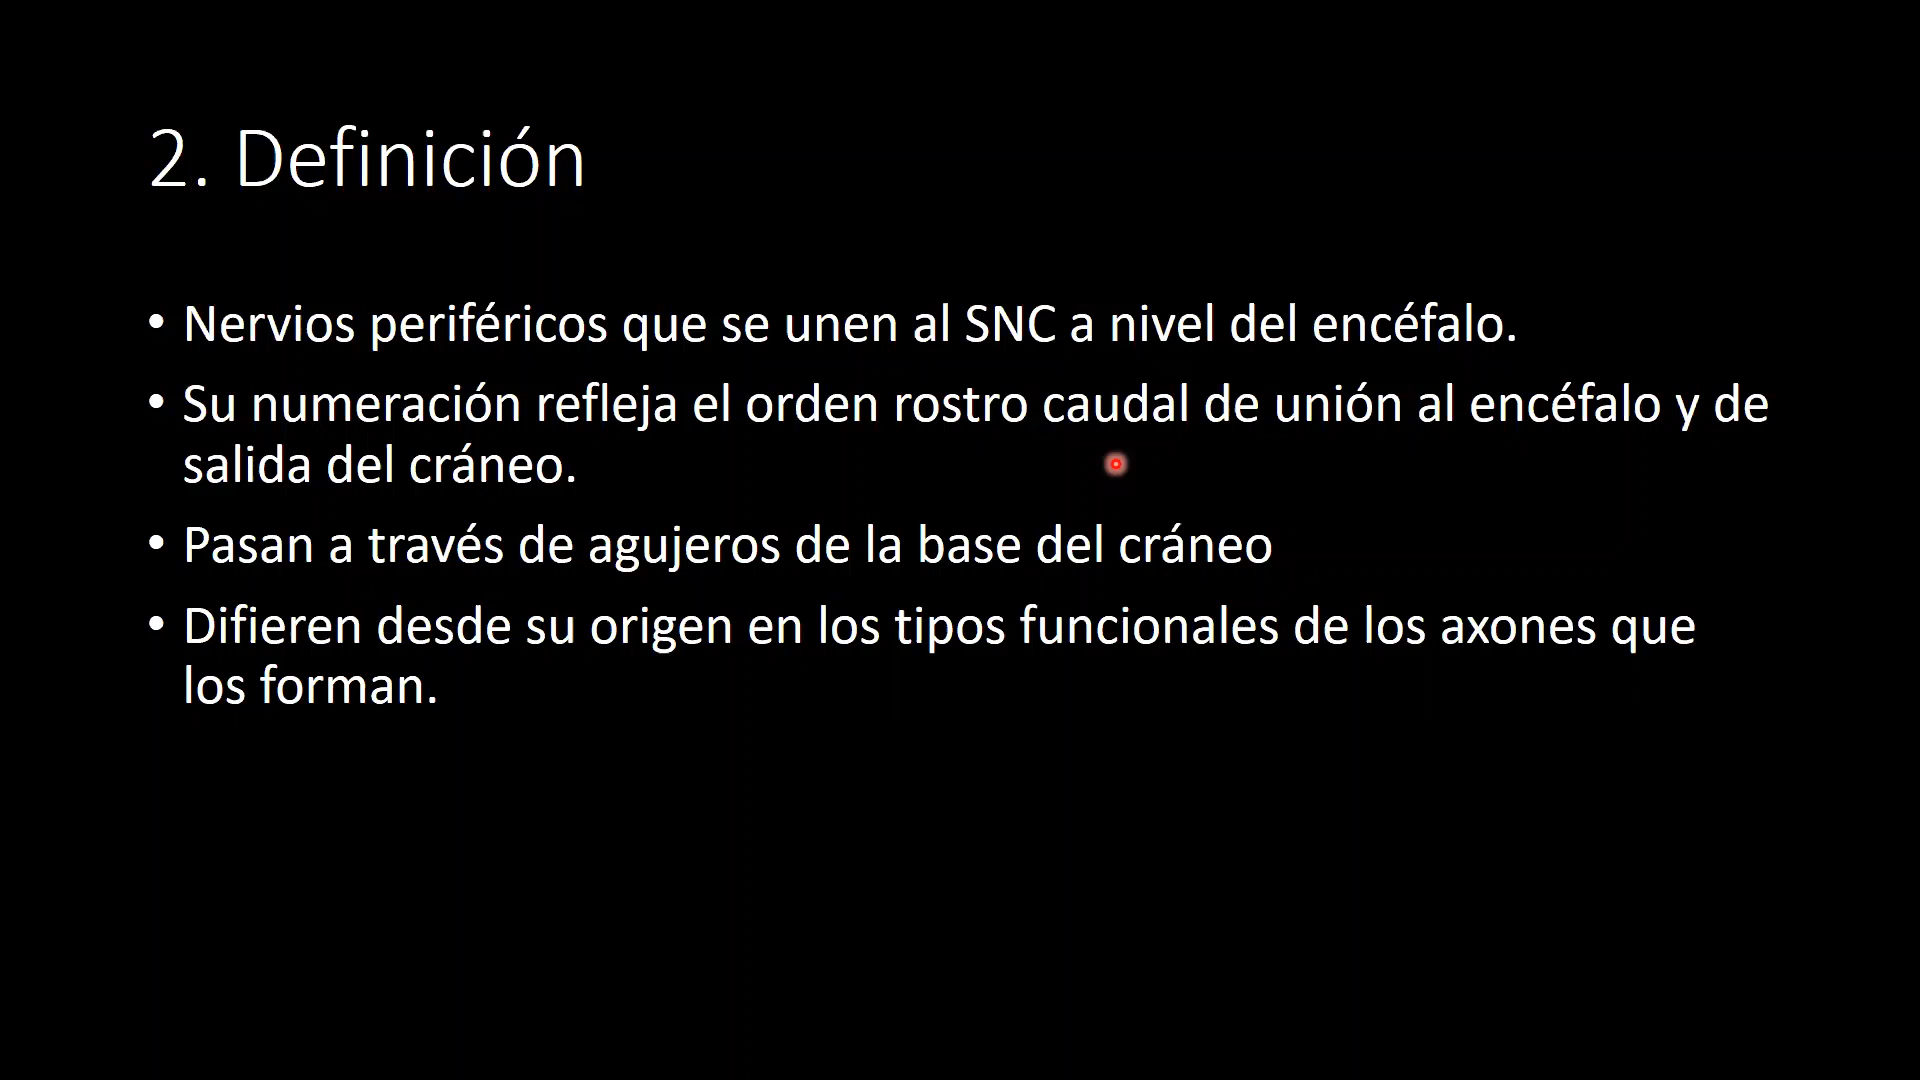 2. Definición
• Nervios periféricos que se unen al SNC a nivel del encéfalo.
• Su numeración refleja el orden rostro caudal de unión al encéfalo y de
salida del cráneo.
• Pasan a través de agujeros de la base del cráneo
• Difieren desde su origen en los tipos funcionales de los axones que
los forman.